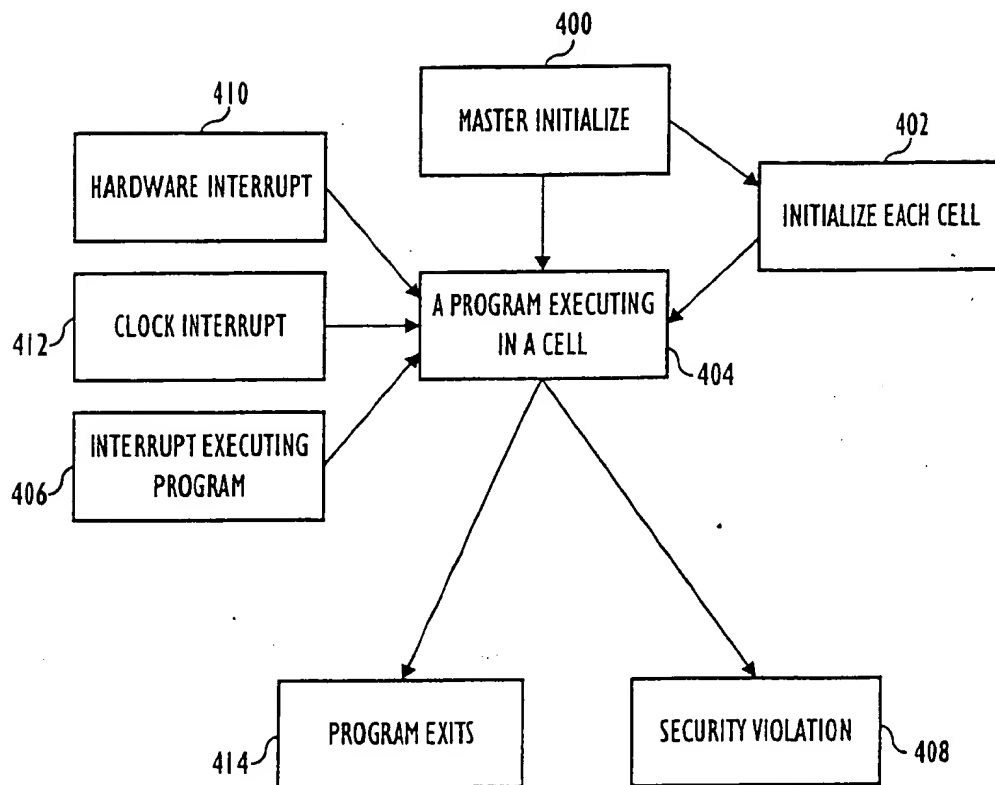 400
MASTER INITIALIZE
410
HARDWARE INTERRUPT
402
INITIALIZE EACH CELL
412
CLOCK INTERRUPT
A PROGRAM EXECUTING
IN A CELL
404
406
INTERRUPT EXECUTING
PROGRAM
414
PROGRAM EXITS
SECURITY VIOLATION
408